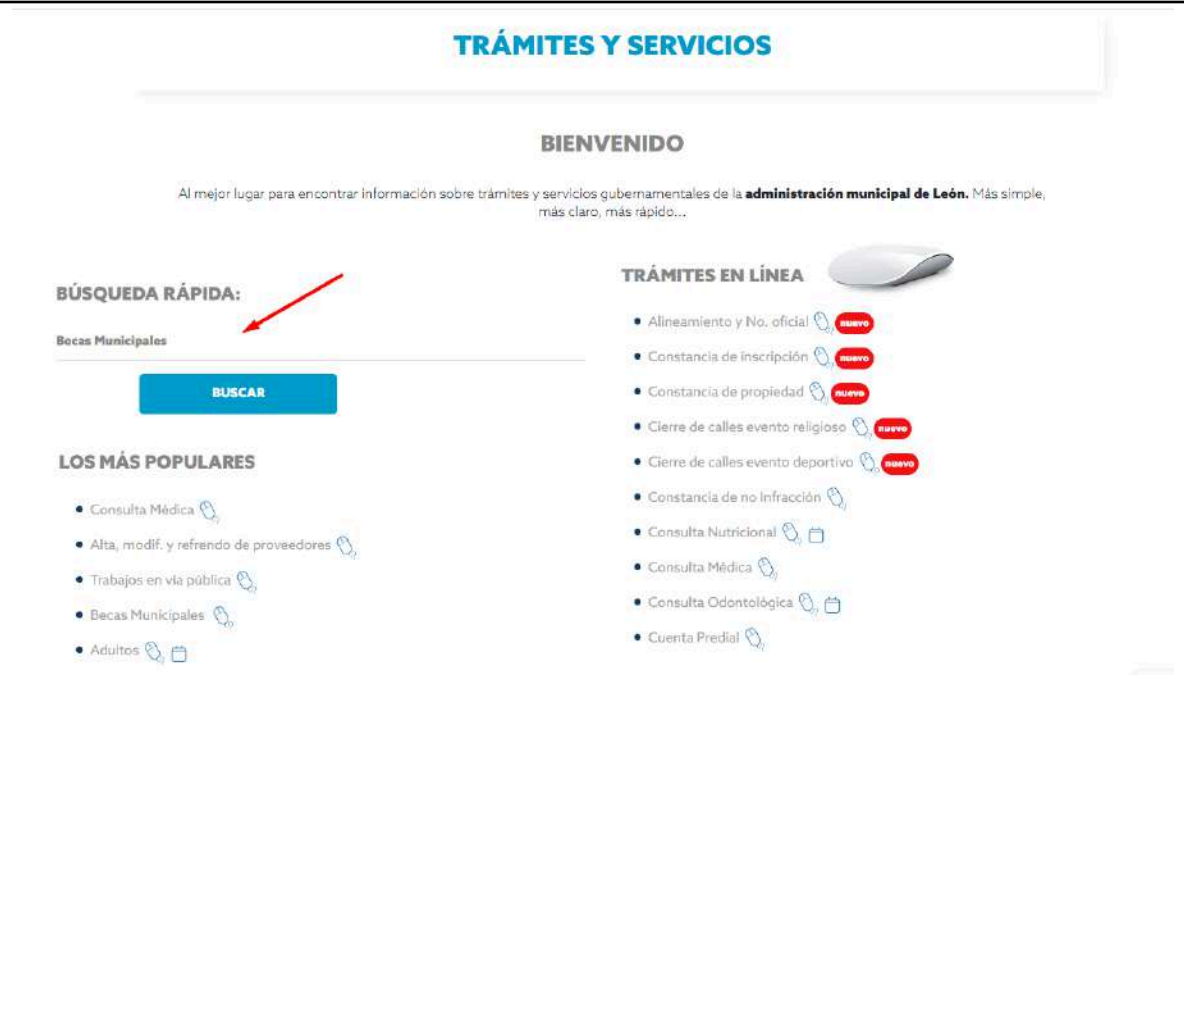 TRÁMITES Y SERVICIOS
BIENVENIDO
Al mejor lugar para encontrar información sobre trámites y servicios gubernamentales de la administración municipal de León. Más simple,
más claro, más rápido...
BÚSQUEDA RÁPIDA:
Becas Municipales
BUSCAR
LOS MÁS POPULARES
Consulta Médica
Alta, modif. y refrendo de proveedores
Trabajos en vía pública
Becas Municipales
Adultos
TRÁMITES EN LÍNEA
Alineamiento y No. oficial nuevo
Constancia de inscripción nuevo
Constancia de propiedad nuevo
Cierre de calles evento religioso nuevo
Cierre de calles evento deportivo nuevo
Constancia de no Infracción
Consulta Nutricional
Consulta Médica
Consulta Odontológica
Cuenta Predial